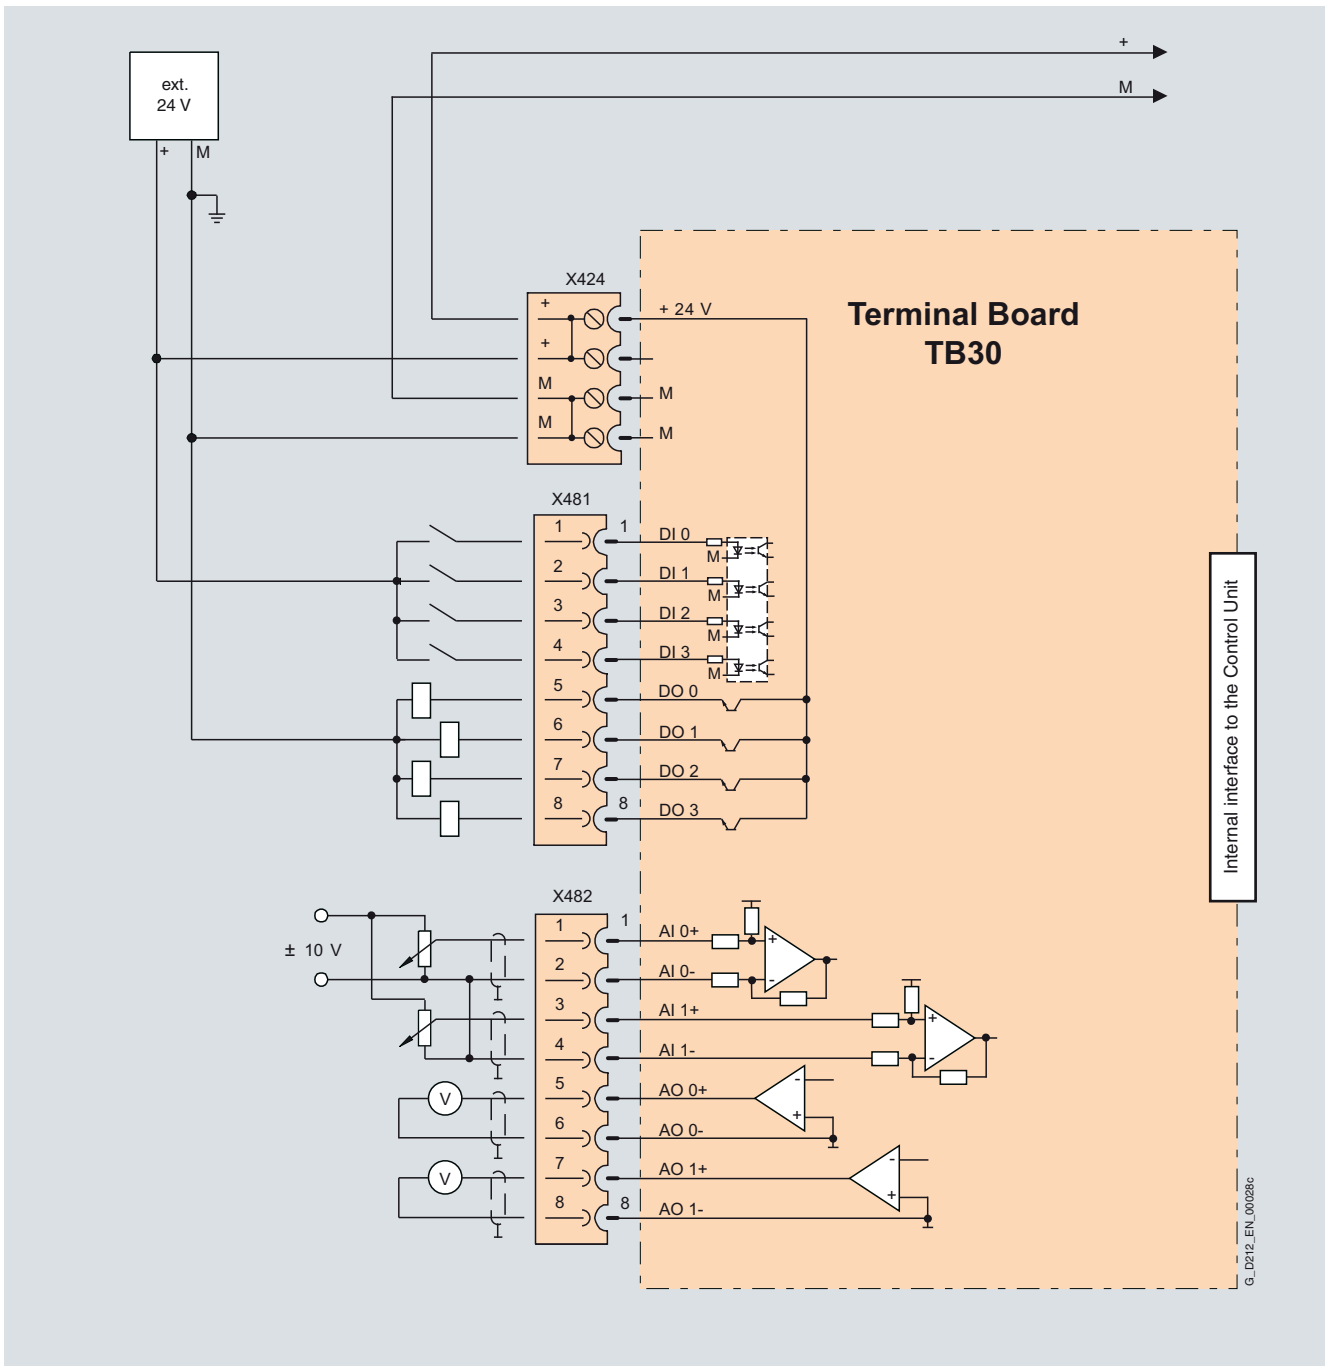 +
M
ext.
24 V
+ M
X424
+
+ 24 V
Terminal Board
TB30
+
M
M
M
M
X481
1 1 DI 0
M
2 DI 1
M
3 DI 2
M
4 DI 3
M
5 DO 0
6 DO 1
7 DO 2
8 8 DO 3
Internal interface to the Control Unit
X482
1 1 AI 0+
+
± 10 V
2 AI 0-
-
3 AI 1+
+
4 AI 1-
-
V 5 AO 0+
-
+
6 AO 0-
V 7 AO 1+
-
+
8 8 AO 1-
G_D212_EN_00028c